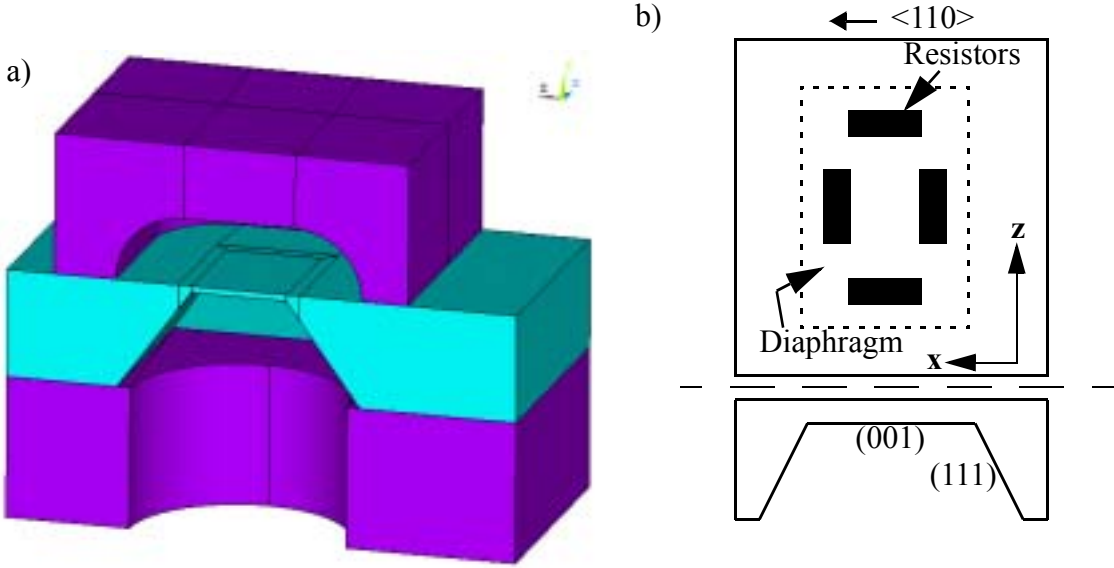 a)
b)
<110>
Resistors
z
Diaphragm
x
(001)
(111)